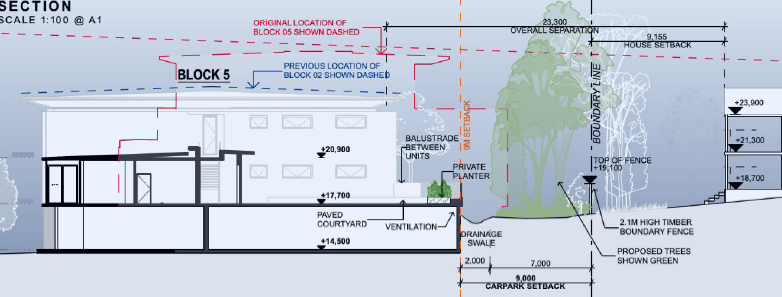 SECTION
SCALE 1:100 @ A1
ORIGINAL LOCATION OF
BLOCK 05 SHOWN DASHED
23,300
OVERALL SEPARATION
9,155
HOUSE SETBACK
BLOCK 5
PREVIOUS LOCATION OF
BLOCK 02 SHOWN DASHED
9M SETBACK
BOUNDARY LINE
+23,900
+20,900
BALUSTRADE
BETWEEN
UNITS
+21,300
PRIVATE
PLANTER
TOP OF FENCE
+19,100
+18,700
+17,700
PAVED
COURTYARD
VENTILATION
2.1M HIGH TIMBER
BOUNDARY FENCE
DRAINAGE
SWALE
+14,500
PROPOSED TREES
SHOWN GREEN
2,000
7,000
9,000
CARPARK SETBACK